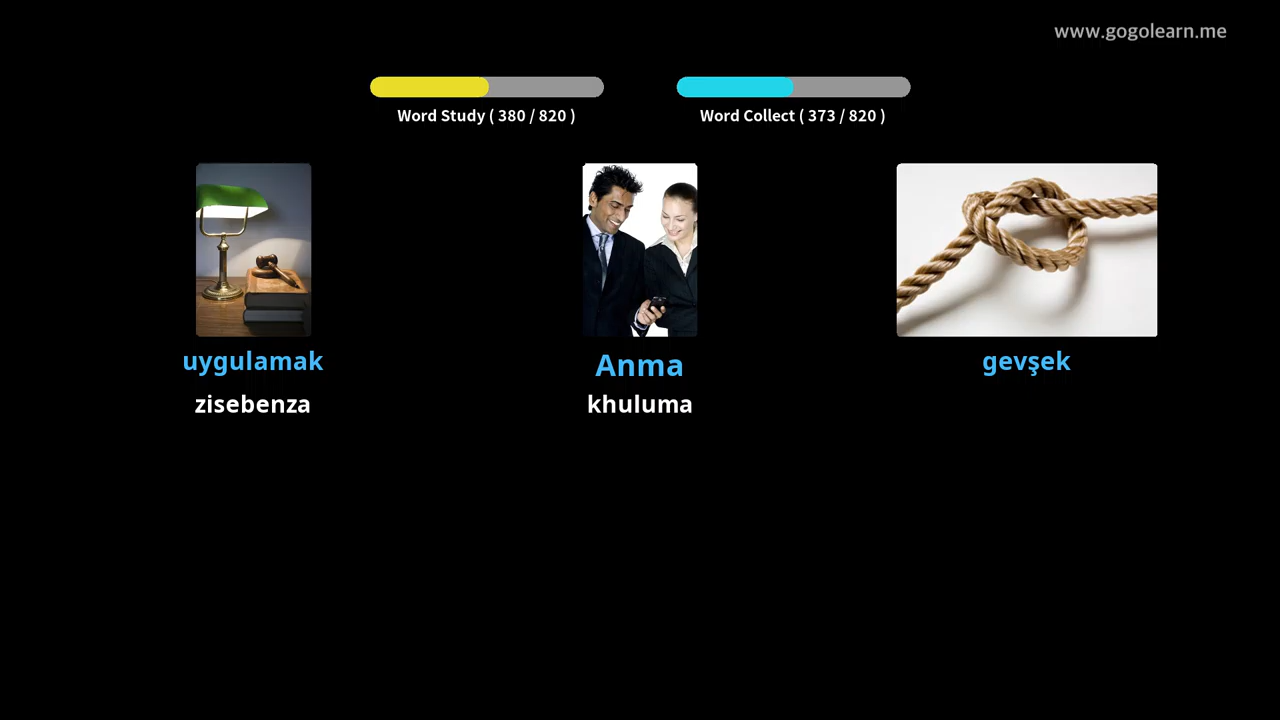 www.gogolearn.me
Word Study ( 380 / 820 )
Word Collect ( 373 / 820 )
uygulamak
zisebenza
Anma
khuluma
gevşek